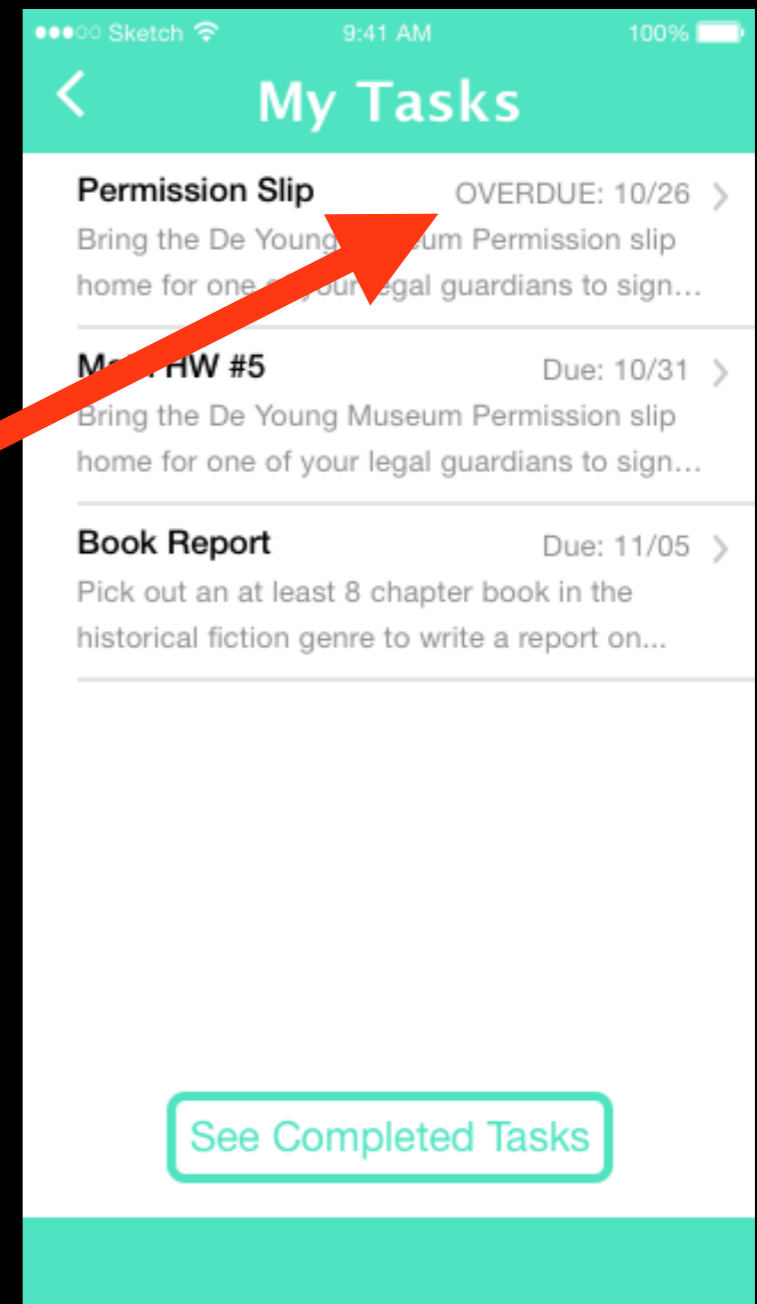 Sketch 9:41 AM 100%
My Tasks
Permission Slip OVERDUE: 10/26
Bring the De Young um Permission slip
home for one your legal guardians to sign...
HW #5 Due: 10/31
Bring the De Young Museum Permission slip
home for one of your legal guardians to sign...
Book Report Due: 11/05
Pick out an at least 8 chapter book in the
historical fiction genre to write a report on...
See Completed Tasks